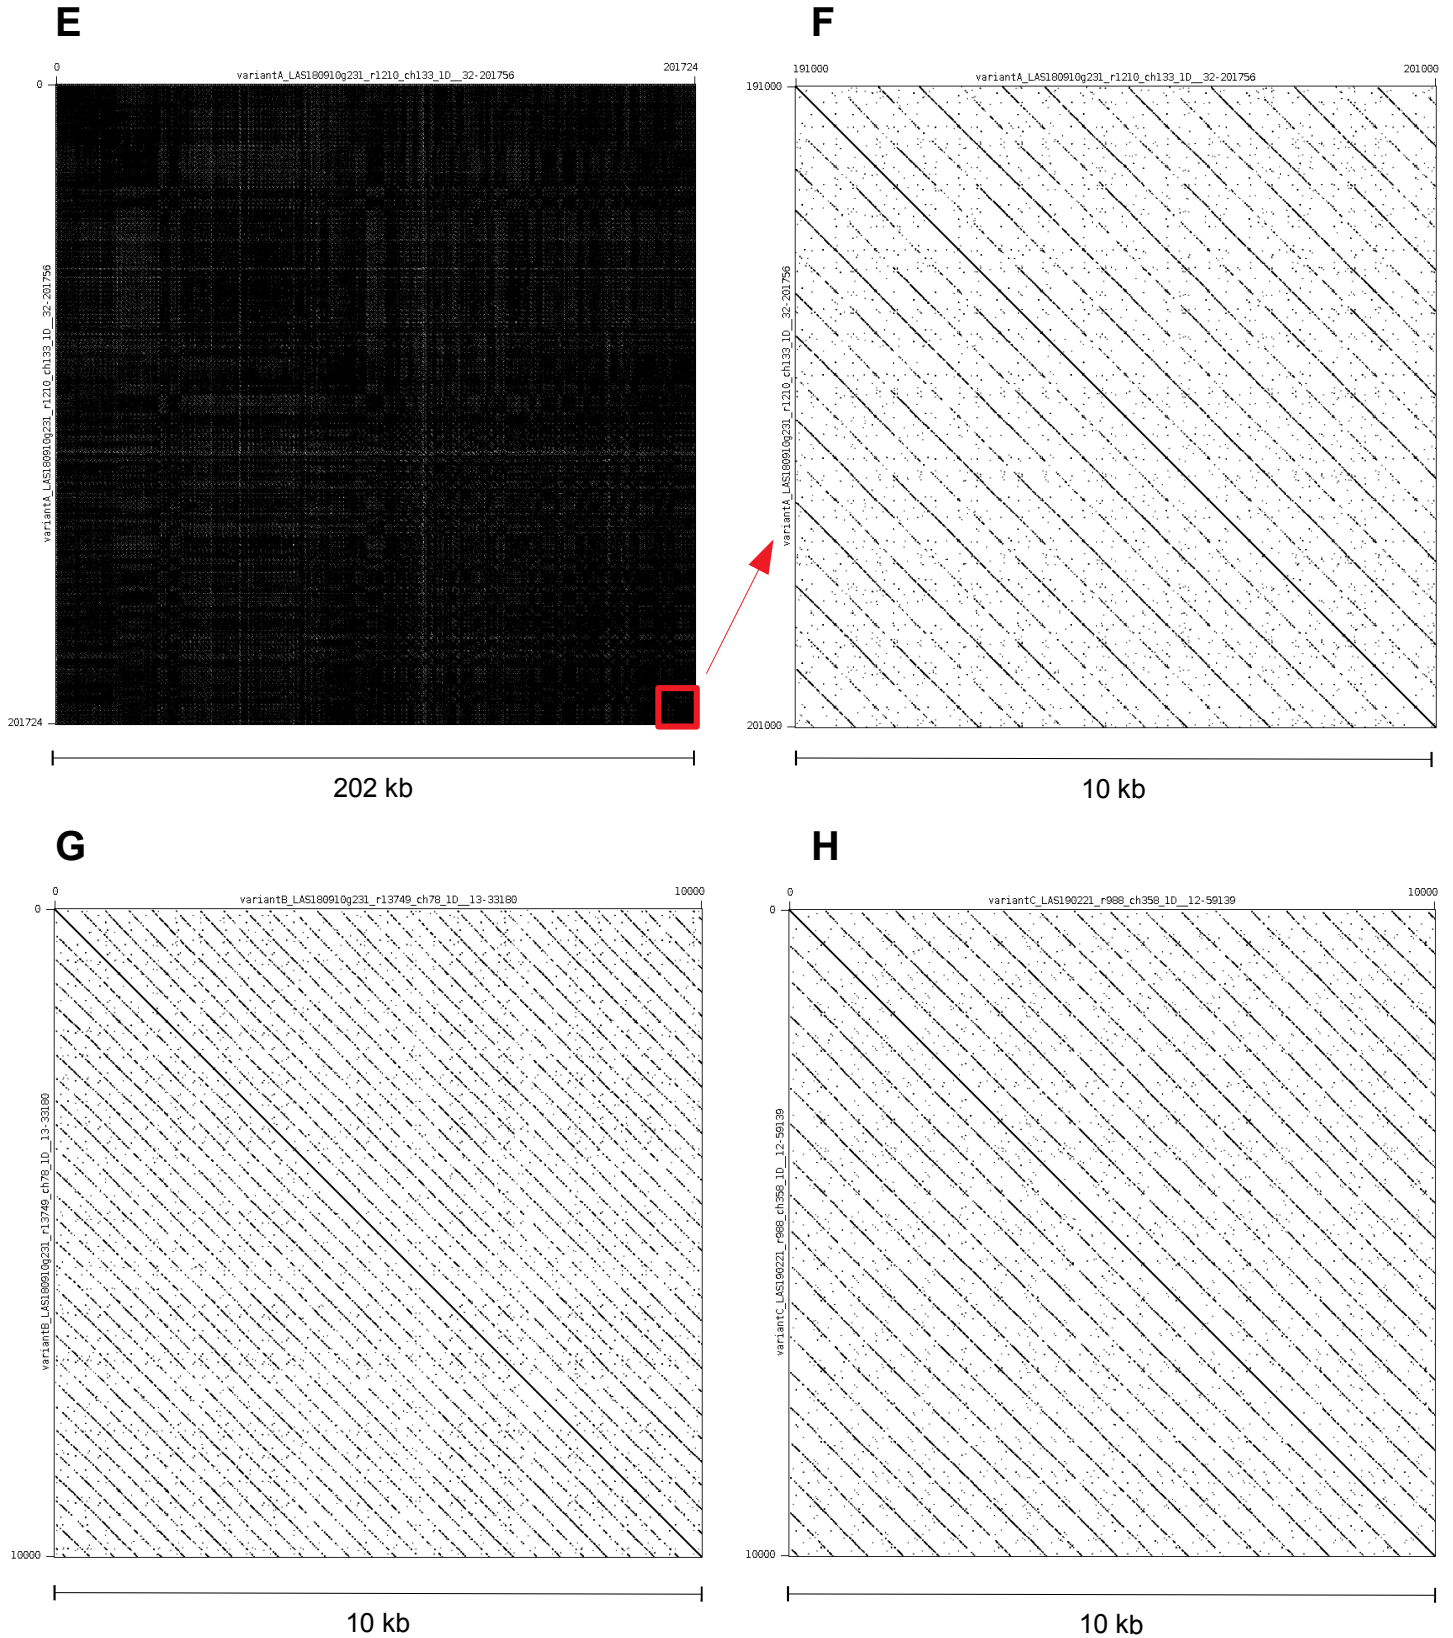 E
F
0
201724
variantA_LAS180910g231_r1210_ch133_1D__32-201756
0
variantA_LAS180910g231_r1210_ch133_1D__32-201756
201724
202 kb
191000
201000
variantA_LAS180910g231_r1210_ch133_1D__32-201756
191000
variantA_LAS180910g231_r1210_ch133_1D__32-201756
201000
10 kb
G
H
0
10000
variantB_LAS180910g231_r13749_ch78_1D__13-33180
0
variantB_LAS180910g231_r13749_ch78_1D__13-33180
10000
10 kb
0
10000
variantC_LAS190221_r988_ch358_1D__12-59139
0
variantC_LAS190221_r988_ch358_1D__12-59139
10000
10 kb